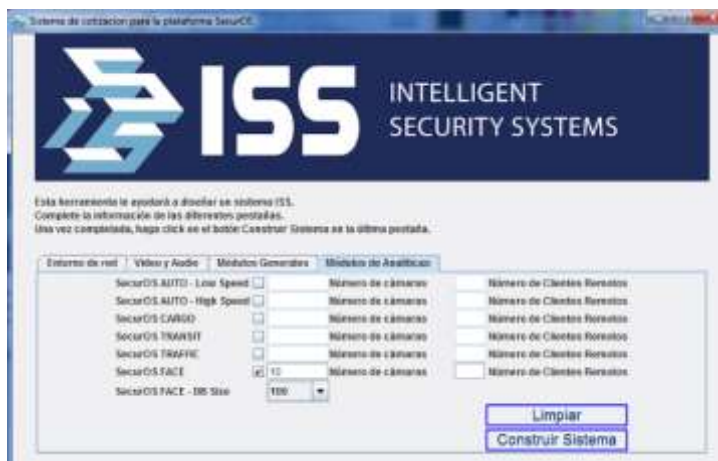 Sistema de cotizacion para la plataforma SecurOS
ISS
INTELLIGENT
SECURITY SYSTEMS
Esta herramienta le ayudará a diseñar un sistema ISS.
Complete la información de las diferentes pestañas.
Una vez completada, haga click en el botón Construir Sistema en la última pestaña.
Entorno de red Video y Audio Módulos Generales Módulos de Analíticas
SecurOS AUTO - Low Speed Número de cámaras Número de Clientes Remotos
SecurOS AUTO - High Speed Número de cámaras Número de Clientes Remotos
SecurOS CARGO Número de cámaras Número de Clientes Remotos
SecurOS TRANSIT Número de cámaras Número de Clientes Remotos
SecurOS TRAFFIC Número de cámaras Número de Clientes Remotos
SecurOS FACE 10 Número de cámaras Número de Clientes Remotos
SecurOS FACE - DB Size 100
Limpiar
Construir Sistema